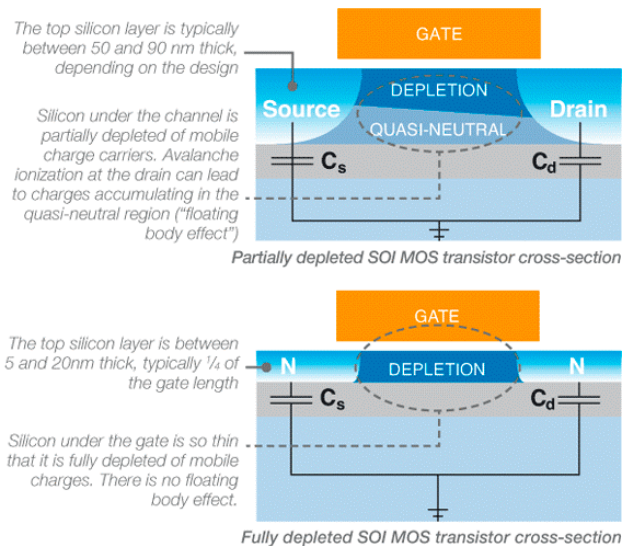 The top silicon layer is typically
between 50 and 90 nm thick,
depending on the design
GATE
DEPLETION
Source
Drain
QUASI-NEUTRAL
Silicon under the channel is
partially depleted of mobile
charge carriers. Avalanche
ionization at the drain can lead
to charges accumulating in the
quasi-neutral region ("floating
body effect")
Cs
Cd
Partially depleted SOI MOS transistor cross-section
GATE
The top silicon layer is between
5 and 20nm thick, typically ¼ of
the gate length
N
DEPLETION
N
Cs
Cd
Silicon under the gate is so thin
that it is fully depleted of mobile
charges. There is no floating
body effect.
Fully depleted SOI MOS transistor cross-section